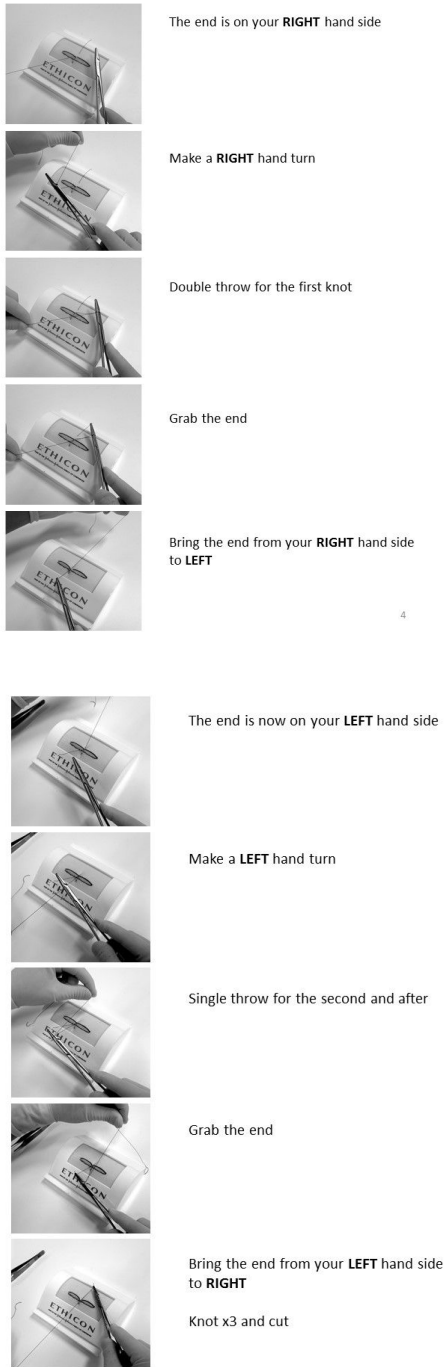 The end is on your RIGHT hand side
ETHICON
Make a RIGHT hand turn
ETHICON
Double throw for the first knot
ETHICON
Grab the end
ETHICON
Bring the end from your RIGHT hand side
to LEFT
ETHICON
4
The end is now on your LEFT hand side
ETHICON
Make a LEFT hand turn
ETHICON
Single throw for the second and after
ETHICON
Grab the end
ETHICON
Bring the end from your LEFT hand side
to RIGHT
Knot x3 and cut
ETHICON